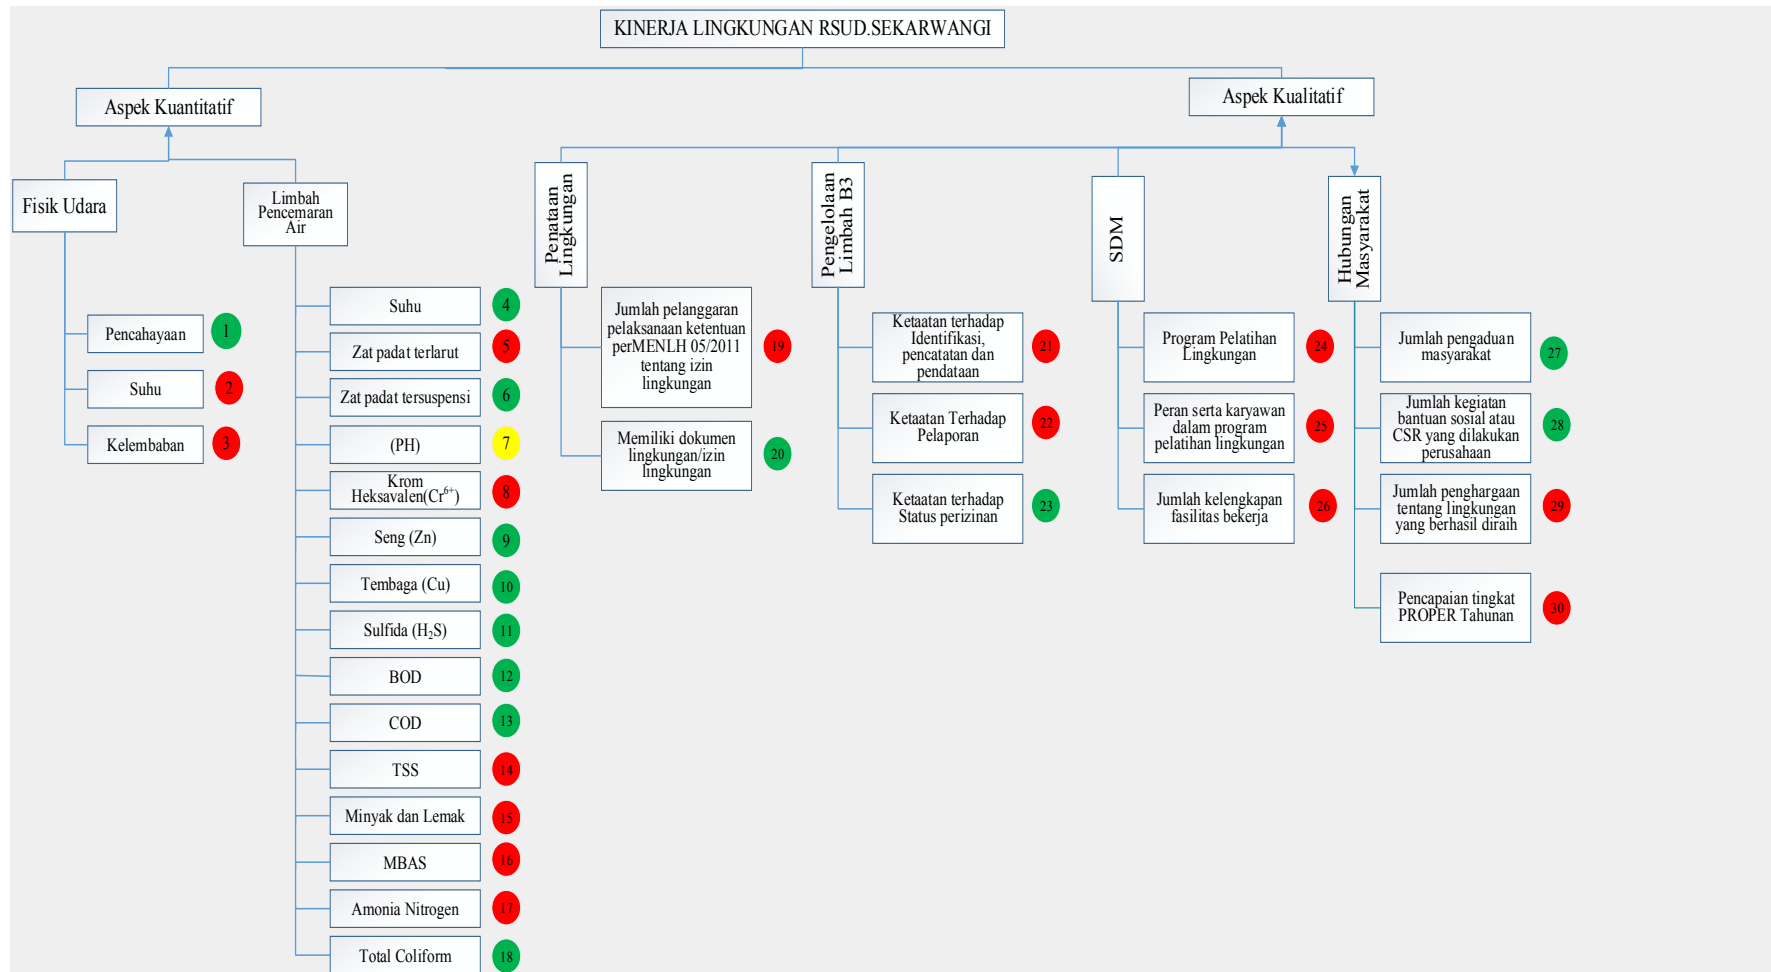 KINERJA LINGKUNGAN RSUD.SEKARWANGI
Aspek Kuantitatif
Aspek Kualitatif
Fisik Udara
Limbah
Pencemaran
Air
Penataan
Lingkungan
Pengelolaan
Limbah B3
SDM
Hubungan
Masyarakat
Pencahayaan
1
Suhu
2
Kelembaban
3
Suhu
4
Zat padat terlarut
5
Zat padat tersuspensi
6
(PH)
7
Krom
Heksavalen(Cr⁶⁺)
8
Seng (Zn)
9
Tembaga (Cu)
10
Sulfida (H₂S)
11
BOD
12
COD
13
TSS
14
Minyak dan Lemak
15
MBAS
16
Amonia Nitrogen
17
Total Coliform
18
Jumlah pelanggaran
pelaksanaan ketentuan
perMENLH 05/2011
tentang izin
lingkungan
19
Memiliki dokumen
lingkungan/izin
lingkungan
20
Ketaatan terhadap
Identifikasi,
pencatatan dan
pendataan
21
Ketaatan Terhadap
Pelaporan
22
Ketaatan terhadap
Status perizinan
23
Program Pelatihan
Lingkungan
24
Peran serta karyawan
dalam program
pelatihan lingkungan
25
Jumlah kelengkapan
fasilitas bekerja
26
Jumlah pengaduan
masyarakat
27
Jumlah kegiatan
bantuan sosial atau
CSR yang dilakukan
perusahaan
28
Jumlah penghargaan
tentang lingkungan
yang berhasil diraih
29
Pencapaian tingkat
PROPER Tahunan
30